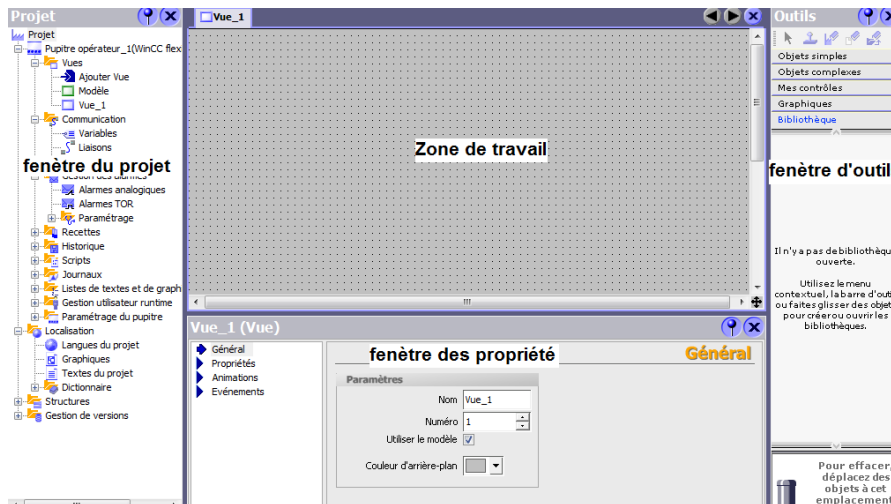 Projet
Projet
Pupitre opérateur_1(WinCC flex
Vues
Ajouter Vue
Modèle
Vue_1
Communication
Variables
Liaisons
fenètre du projet
Gestion des alarmes
Alarmes analogiques
Alarmes TOR
Paramétrage
Recettes
Historique
Scripts
Journaux
Listes de textes et de graph
Gestion utilisateur runtime
Paramétrage du pupitre
Localisation
Langues du projet
Graphiques
Textes du projet
Dictionnaire
Structures
Gestion de versions
Vue_1
Zone de travail
Vue_1 (Vue)
Général
Propriétés
Animations
Evénements
fenètre des propriété
Général
Paramètres
Nom Vue_1
Numéro 1
Utiliser le modèle
Couleur d'arrière-plan
Outils
Objets simples
Objets complexes
Mes contrôles
Graphiques
Bibliothèque
fenètre d'outil
Il n'y a pas de bibliothèqu
ouverte.
Utilisez le menu
contextuel, la barre d'outi
ou faites glisser des objet
pour créer ou ouvrir les
bibliothèques.
Pour effacer,
déplacez des
objets à cet
emplacement